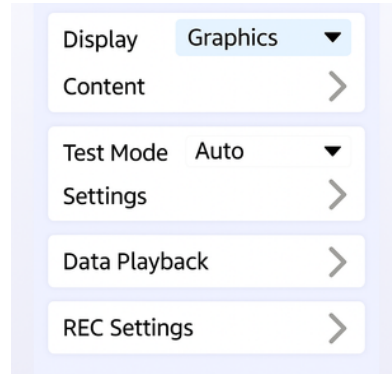 Display Graphics
Content
Test Mode Auto
Settings
Data Playback
REC Settings